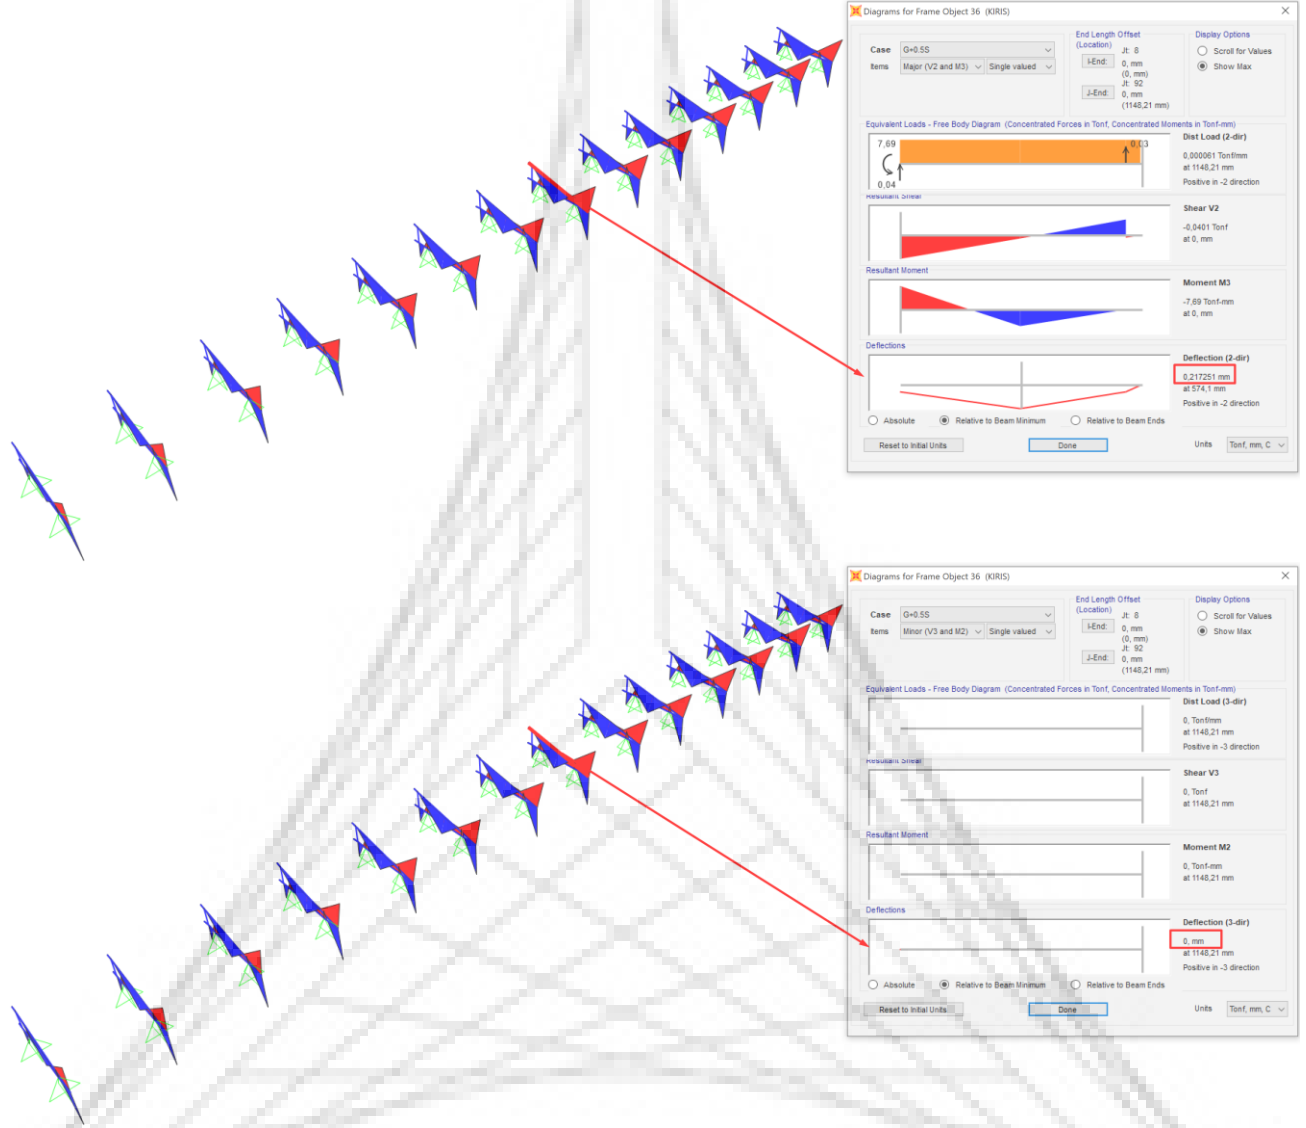 Diagrams for Frame Object 36 (KIRIS)
Case G+0.5S
Items Major (V2 and M3) Single valued
End Length Offset
(Location)
Jt: 8
I-End: 0, mm
(0, mm)
Jt: 92
J-End: 0, mm
(1148,21 mm)
Display Options
Scroll for Values
Show Max
Equivalent Loads - Free Body Diagram (Concentrated Forces in Tonf, Concentrated Moments in Tonf-mm)
7,69
0,04
0,03
Dist Load (2-dir)
0,000061 Tonf/mm
at 1148,21 mm
Positive in -2 direction
Resultant Shear
Shear V2
-0,0401 Tonf
at 0, mm
Resultant Moment
Moment M3
-7,69 Tonf-mm
at 0, mm
Deflections
Deflection (2-dir)
0,217251 mm
at 574,1 mm
Positive in -2 direction
Absolute Relative to Beam Minimum Relative to Beam Ends
Reset to Initial Units Done Units Tonf, mm, C
Diagrams for Frame Object 36 (KIRIS)
Case G+0.5S
Items Minor (V3 and M2) Single valued
End Length Offset
(Location)
Jt: 8
I-End: 0, mm
(0, mm)
Jt: 92
J-End: 0, mm
(1148,21 mm)
Display Options
Scroll for Values
Show Max
Equivalent Loads - Free Body Diagram (Concentrated Forces in Tonf, Concentrated Moments in Tonf-mm)
Dist Load (3-dir)
0, Tonf/mm
at 1148,21 mm
Positive in -3 direction
Resultant Shear
Shear V3
0, Tonf
at 1148,21 mm
Resultant Moment
Moment M2
0, Tonf-mm
at 1148,21 mm
Deflections
Deflection (3-dir)
0, mm
at 1148,21 mm
Positive in -3 direction
Absolute Relative to Beam Minimum Relative to Beam Ends
Reset to Initial Units Done Units Tonf, mm, C